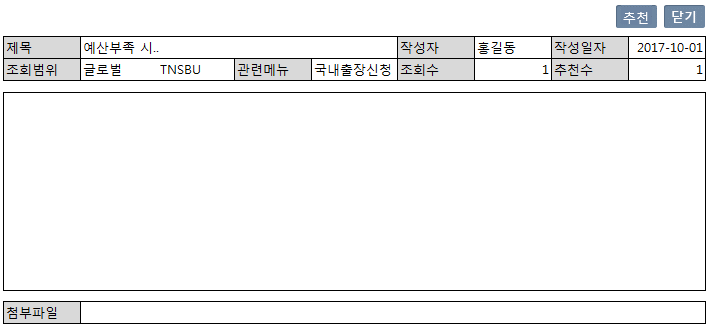 추천 닫기
제목 예산부족 시.. 작성자 홍길동 작성일자 2017-10-01
조회범위 글로벌 TNSBU 관련메뉴 국내출장신청 조회수 1 추천수 1
첨부파일